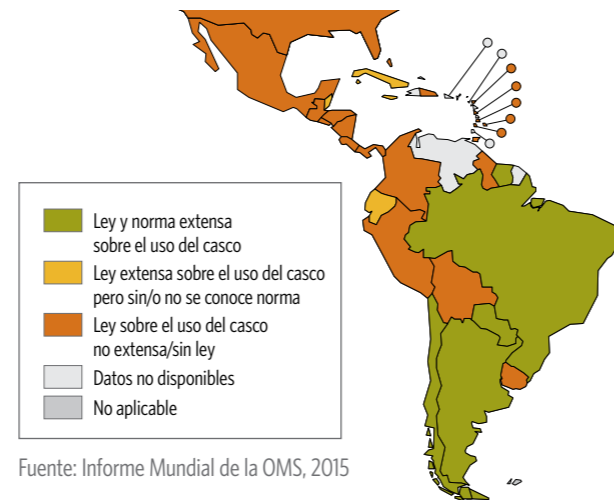 Ley y norma extensa
sobre el uso del casco
Ley extensa sobre el uso del casco
pero sin/o no se conoce norma
Ley sobre el uso del casco
no extensa/sin ley
Datos no disponibles
No aplicable
Fuente: Informe Mundial de la OMS, 2015